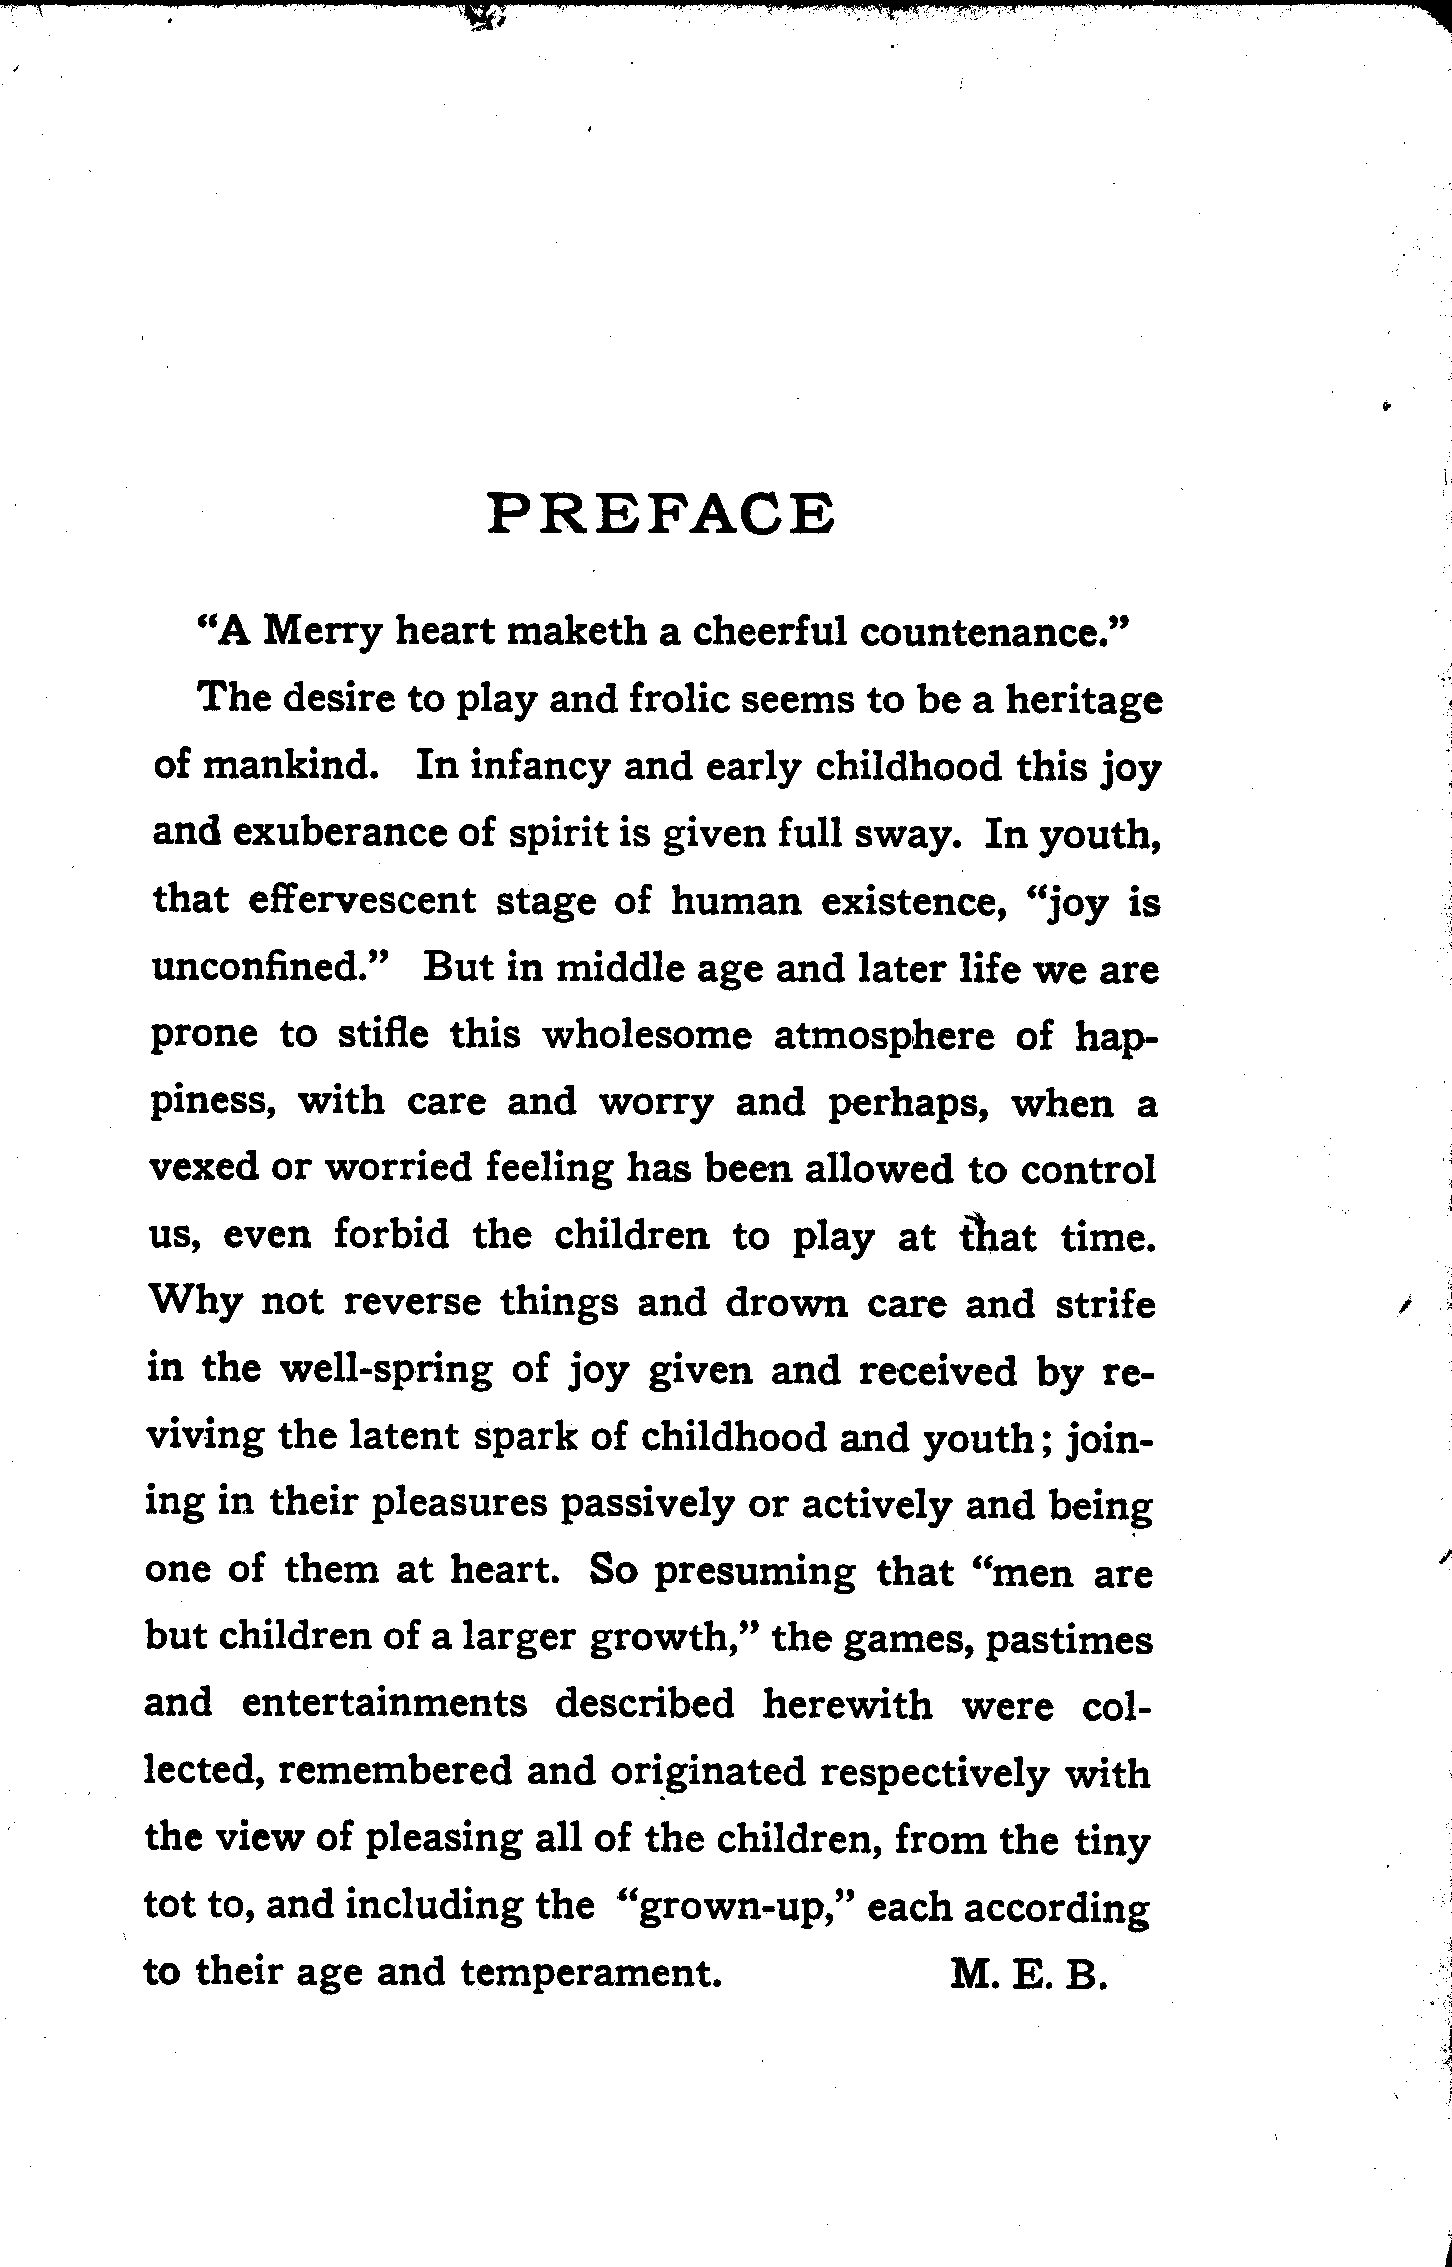 PREFACE
“A Merry heart maketh a cheerful countenance.”
The desire to play and frolic seems to be a heritage
of mankind. In infancy and early childhood this joy
and exuberance of spirit is given full sway. In youth,
that effervescent stage of human existence, “joy is
unconfined.” But in middle age and later life we are
prone to stifle this wholesome atmosphere of hap-
piness, with care and worry and perhaps, when a
vexed or worried feeling has been allowed to control
us, even forbid the children to play at that time.
Why not reverse things and drown care and strife
in the well-spring of joy given and received by re-
viving the latent spark of childhood and youth; join-
ing in their pleasures passively or actively and being
one of them at heart. So presuming that “men are
but children of a larger growth,” the games, pastimes
and entertainments described herewith were col-
lected, remembered and originated respectively with
the view of pleasing all of the children, from the tiny
tot to, and including the “grown-up,” each according
to their age and temperament. M. E. B.